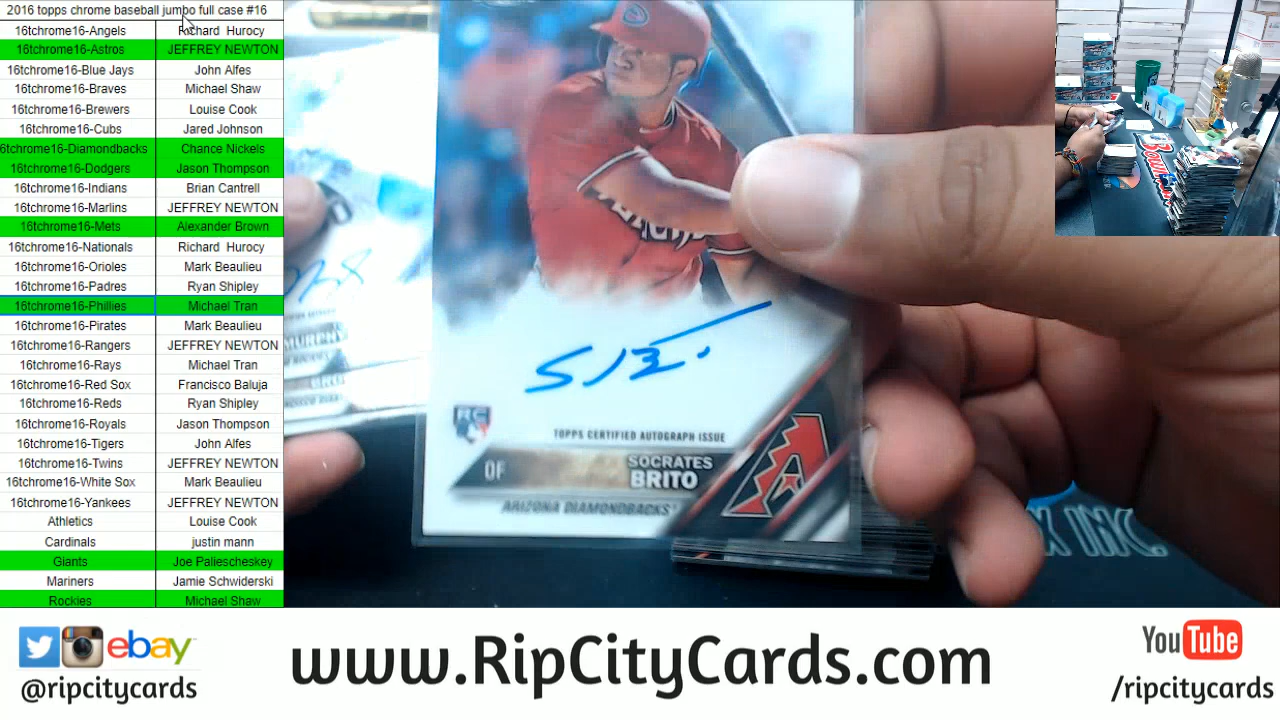 2016 topps chrome baseball jumbo full case #16
16tchrome16-Angels Richard Hurocy
16tchrome16-Astros JEFFREY NEWTON
16tchrome16-Blue Jays John Alfes
16tchrome16-Braves Michael Shaw
16tchrome16-Brewers Louise Cook
16tchrome16-Cubs Jared Johnson
6tchrome16-Diamondbacks Chance Nickels
16tchrome16-Dodgers Jason Thompson
16tchrome16-Indians Brian Cantrell
16tchrome16-Marlins JEFFREY NEWTON
16tchrome16-Mets Alexander Brown
16tchrome16-Nationals Richard Hurocy
16tchrome16-Orioles Mark Beaulieu
16tchrome16-Padres Ryan Shipley
16tchrome16-Phillies Michael Tran
16tchrome16-Pirates Mark Beaulieu
16tchrome16-Rangers JEFFREY NEWTON
16tchrome16-Rays Michael Tran
16tchrome16-Red Sox Francisco Baluja
16tchrome16-Reds Ryan Shipley
16tchrome16-Royals Jason Thompson
16tchrome16-Tigers John Alfes
16tchrome16-Twins JEFFREY NEWTON
16tchrome16-White Sox Mark Beaulieu
16tchrome16-Yankees JEFFREY NEWTON
Athletics Louise Cook
Cardinals justin mann
Giants Joe Paliescheskey
Mariners Jamie Schwiderski
Rockies Michael Shaw
MURPHY
RC
TOPPS CERTIFIED AUTOGRAPH ISSUE
OF
SOCRATES
BRITO
ARIZONA DIAMONDBACKS
INC.
Bowman
ebay
@ripcitycards
www.RipCityCards.com
YouTube
/ripcitycards